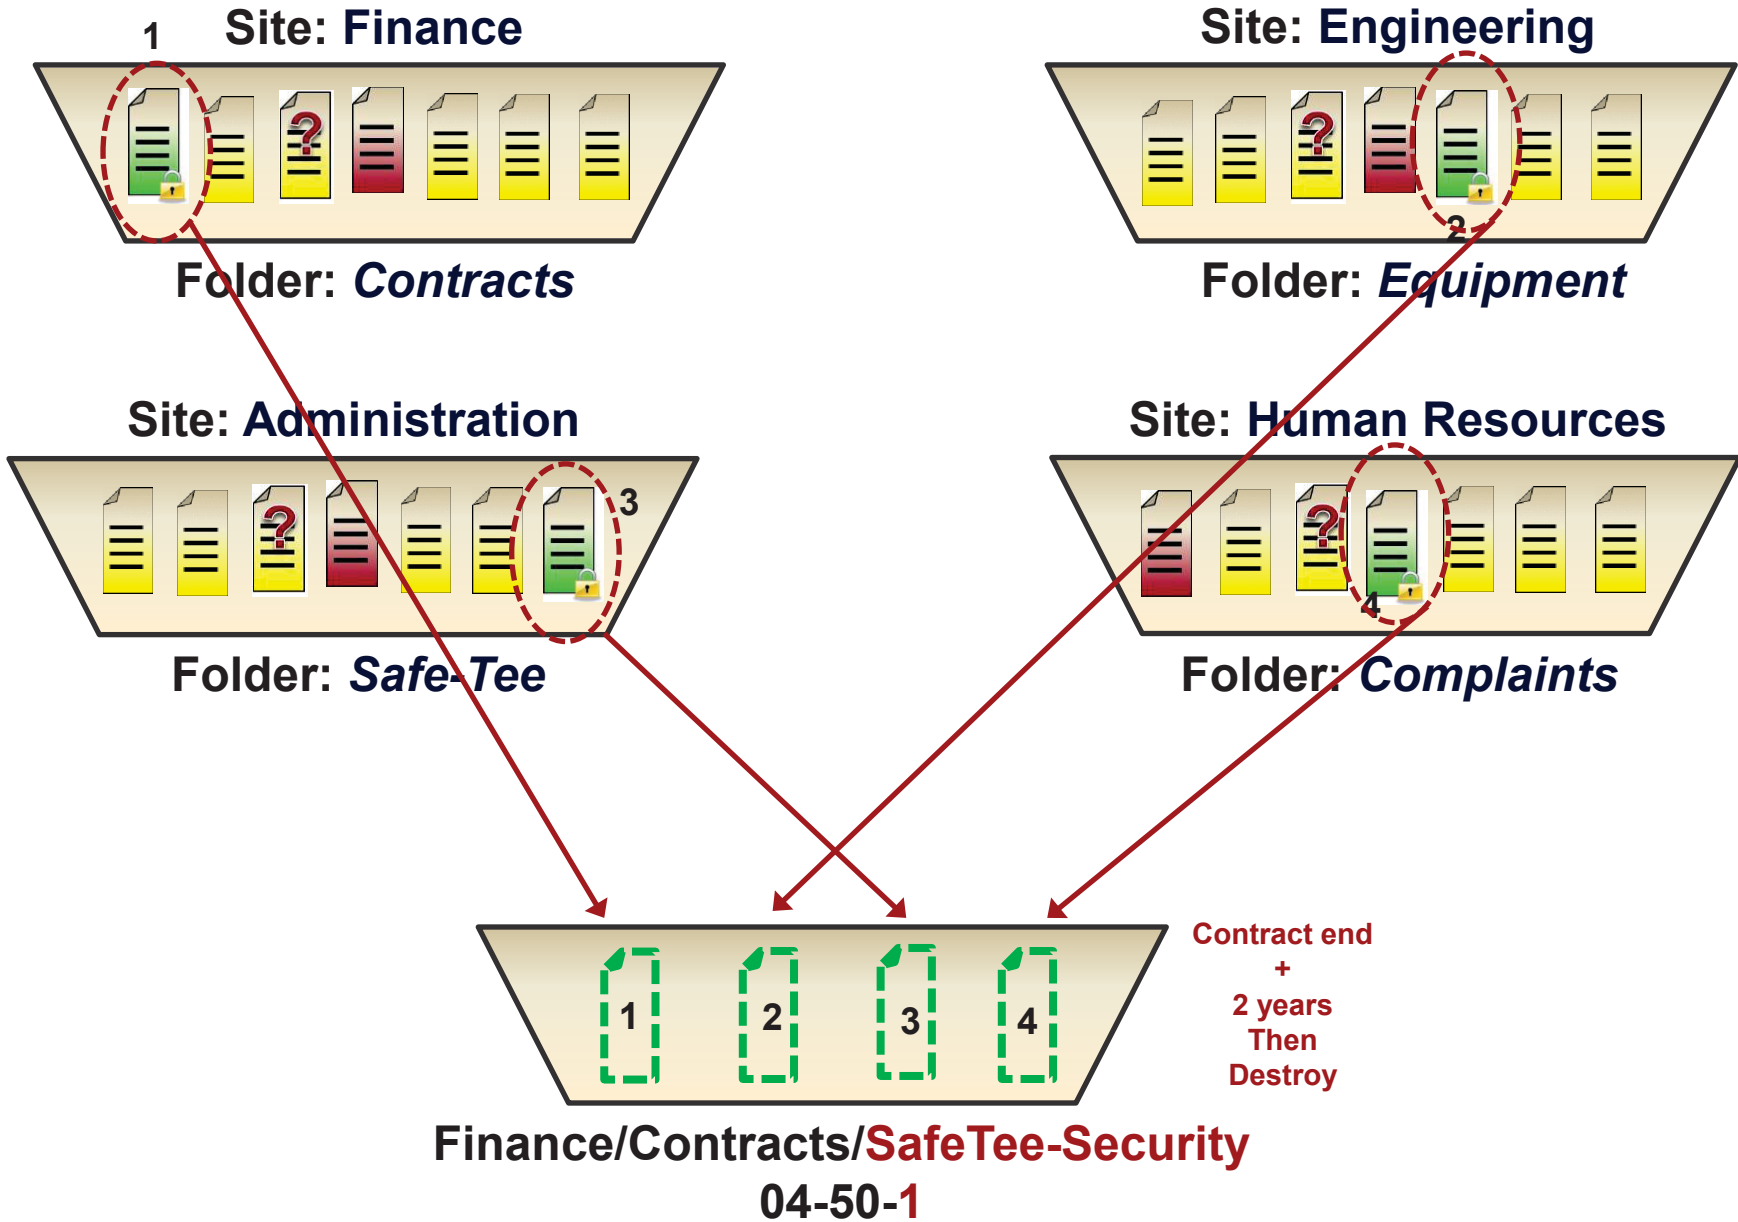 1
Site: Finance
Site: Engineering
?
?
2
Folder: Contracts
Folder: Equipment
Site: Administration
Site: Human Resources
?
3
?
4
Folder: Safe-Tee
Folder: Complaints
1
2
3
4
Contract end
+
2 years
Then
Destroy
Finance/Contracts/SafeTee-Security
04-50-1